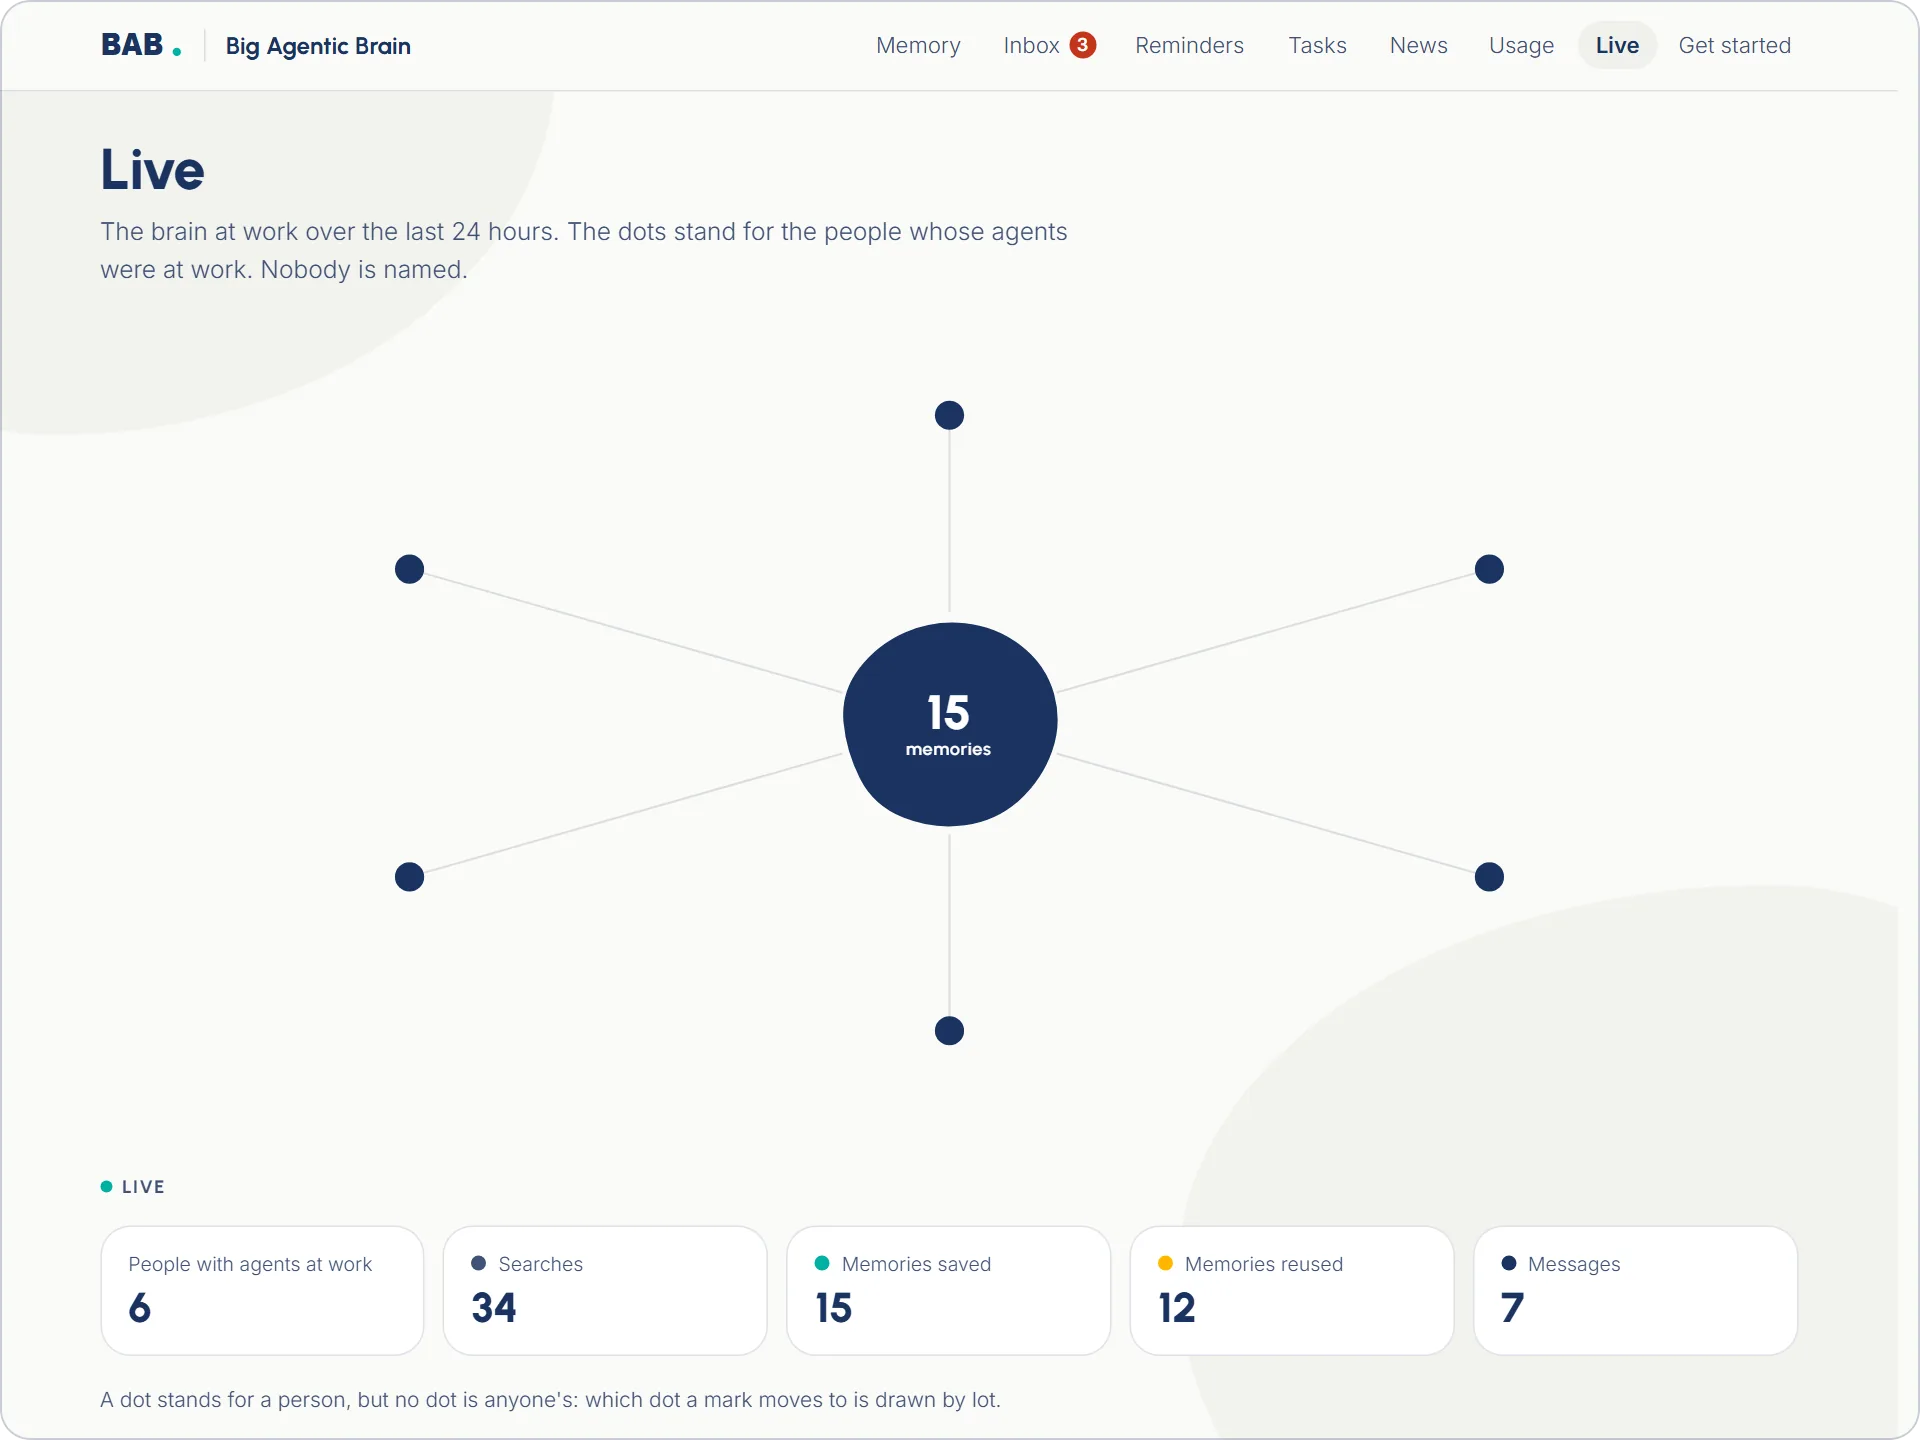 BAB.
Big Agentic Brain
Memory
Inbox 3
Reminders
Tasks
News
Usage
Live
Get started
Live
The brain at work over the last 24 hours. The dots stand for the people whose agents
were at work. Nobody is named.
15
memories
LIVE
People with agents at work
6
Searches
34
Memories saved
15
Memories reused
12
Messages
7
A dot stands for a person, but no dot is anyone's: which dot a mark moves to is drawn by lot.